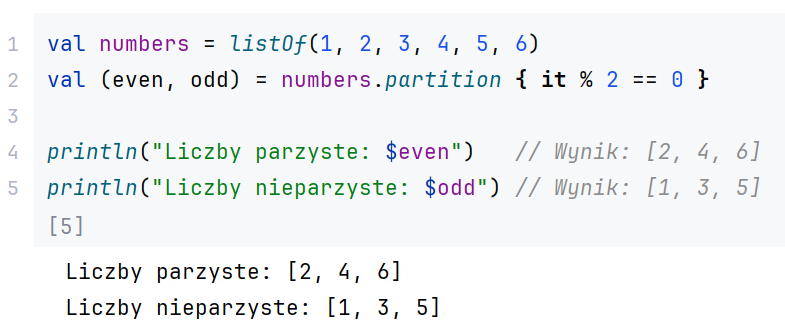 1 val numbers = listOf(1, 2, 3, 4, 5, 6)
2 val (even, odd) = numbers.partition { it % 2 == 0 }
3
4 println("Liczby parzyste: $even")   // Wynik: [2, 4, 6]
5 println("Liczby nieparzyste: $odd") // Wynik: [1, 3, 5]
[5]
Liczby parzyste: [2, 4, 6]
Liczby nieparzyste: [1, 3, 5]